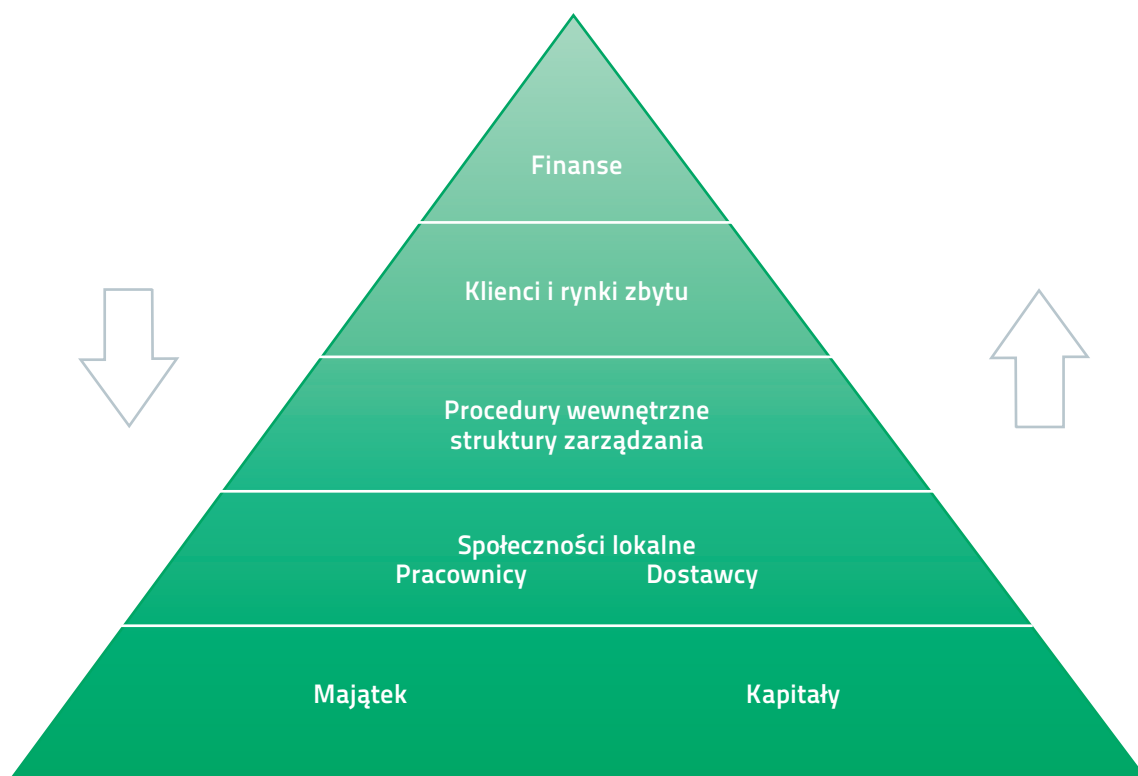 Finanse
Klienci i rynki zbytu
Procedury wewnętrzne
struktury zarządzania
Społeczności lokalne
Pracownicy Dostawcy
Majątek Kapitały